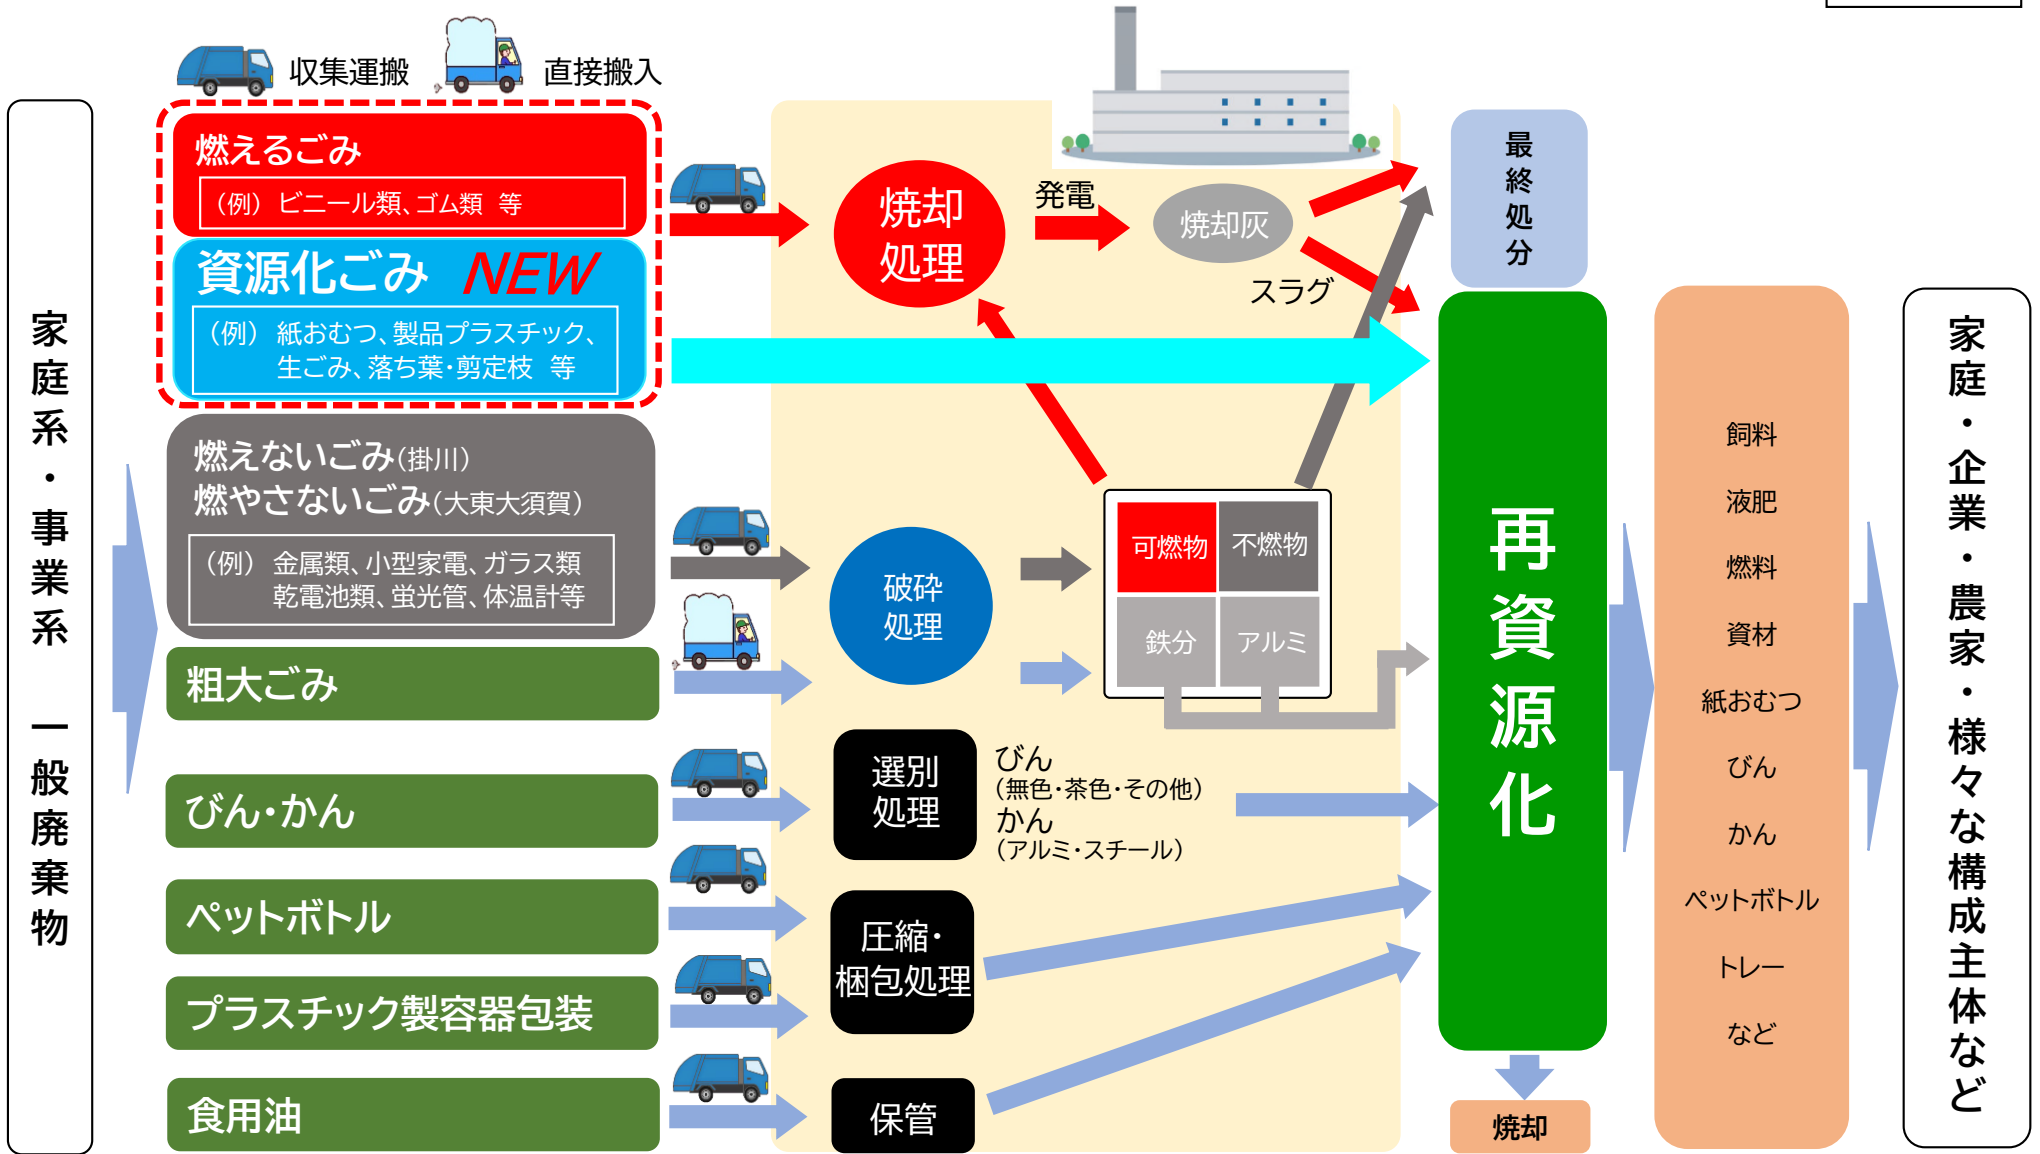 収集運搬
直接搬入
家庭系・事業系 一般廃棄物
燃えるごみ
（例） ビニール類、ゴム類 等
資源化ごみ NEW
（例） 紙おむつ、製品プラスチック、
生ごみ、落ち葉・剪定枝 等
燃えないごみ（掛川）
燃やさないごみ（大東大須賀）
（例） 金属類、小型家電、ガラス類
乾電池類、蛍光管、体温計等
粗大ごみ
びん・かん
ペットボトル
プラスチック製容器包装
食用油
焼却
処理
発電
焼却灰
スラグ
破砕
処理
可燃物
不燃物
鉄分
アルミ
選別
処理
びん
（無色・茶色・その他）
かん
（アルミ・スチール）
圧縮・
梱包処理
保管
最終処分
再資源化
焼却
飼料
液肥
燃料
資材
紙おむつ
びん
かん
ペットボトル
トレー
など
家庭・企業・農家・様々な構成主体など